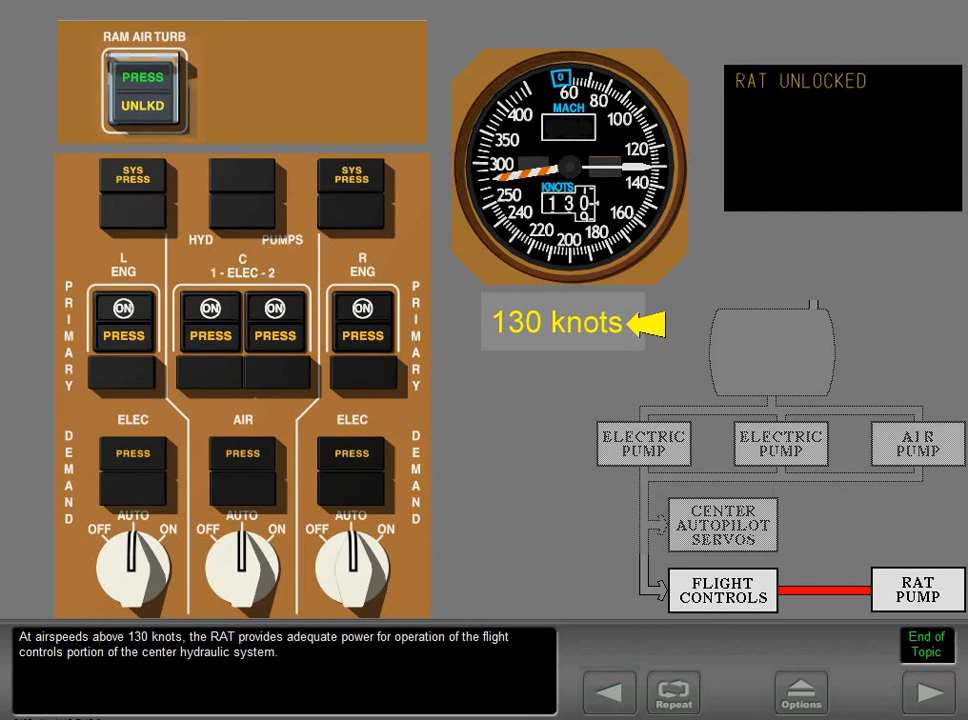 RAM AIR TURB
PRESS
UNLKD
SYS
PRESS
SYS
PRESS
HYD PUMPS
L
ENG
C
1 - ELEC - 2
R
ENG
PRIMARY
PRIMARY
ON
PRESS
ON
PRESS
ON
PRESS
ON
PRESS
ELEC
AIR
ELEC
DEMAND
DEMAND
PRESS
PRESS
PRESS
OFF AUTO ON
OFF AUTO ON
OFF AUTO ON
0
60
80
100
120
140
160
180
200
220
240
250
300
350
400
MACH
KNOTS
130
130 knots
RAT UNLOCKED
ELECTRIC
PUMP
ELECTRIC
PUMP
AIR
PUMP
CENTER
AUTOPILOT
SERVOS
FLIGHT
CONTROLS
RAT
PUMP
At airspeeds above 130 knots, the RAT provides adequate power for operation of the flight
controls portion of the center hydraulic system.
End of
Topic
Repeat
Options